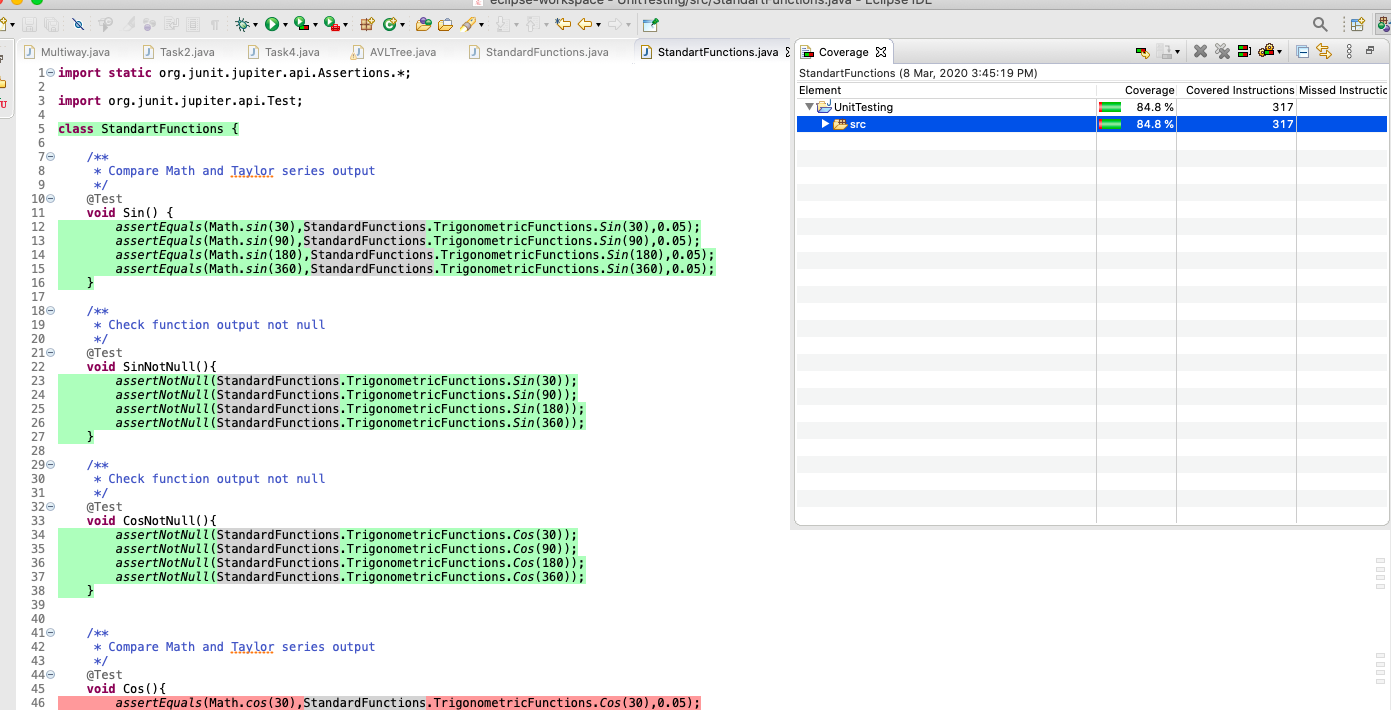 eclipse-workspace - UnitTesting/src/StandartFunctions.java - Eclipse IDE
Multiway.java
Task2.java
Task4.java
AVLTree.java
StandardFunctions.java
StandartFunctions.java
1 import static org.junit.jupiter.api.Assertions.*;
2
3 import org.junit.jupiter.api.Test;
4
5 class StandartFunctions {
6
7 /**
8 * Compare Math and Taylor series output
9 */
10 @Test
11 void Sin() {
12 assertEquals(Math.sin(30),StandardFunctions.TrigonometricFunctions.Sin(30),0.05);
13 assertEquals(Math.sin(90),StandardFunctions.TrigonometricFunctions.Sin(90),0.05);
14 assertEquals(Math.sin(180),StandardFunctions.TrigonometricFunctions.Sin(180),0.05);
15 assertEquals(Math.sin(360),StandardFunctions.TrigonometricFunctions.Sin(360),0.05);
16 }
17
18 /**
19 * Check function output not null
20 */
21 @Test
22 void SinNotNull(){
23 assertNotNull(StandardFunctions.TrigonometricFunctions.Sin(30));
24 assertNotNull(StandardFunctions.TrigonometricFunctions.Sin(90));
25 assertNotNull(StandardFunctions.TrigonometricFunctions.Sin(180));
26 assertNotNull(StandardFunctions.TrigonometricFunctions.Sin(360));
27 }
28
29 /**
30 * Check function output not null
31 */
32 @Test
33 void CosNotNull(){
34 assertNotNull(StandardFunctions.TrigonometricFunctions.Cos(30));
35 assertNotNull(StandardFunctions.TrigonometricFunctions.Cos(90));
36 assertNotNull(StandardFunctions.TrigonometricFunctions.Cos(180));
37 assertNotNull(StandardFunctions.TrigonometricFunctions.Cos(360));
38 }
39
40
41 /**
42 * Compare Math and Taylor series output
43 */
44 @Test
45 void Cos(){
46 assertEquals(Math.cos(30),StandardFunctions.TrigonometricFunctions.Cos(30),0.05);
Coverage
StandartFunctions (8 Mar, 2020 3:45:19 PM)
Element Coverage Covered Instructions Missed Instructic
UnitTesting 84.8 % 317
src 84.8 % 317